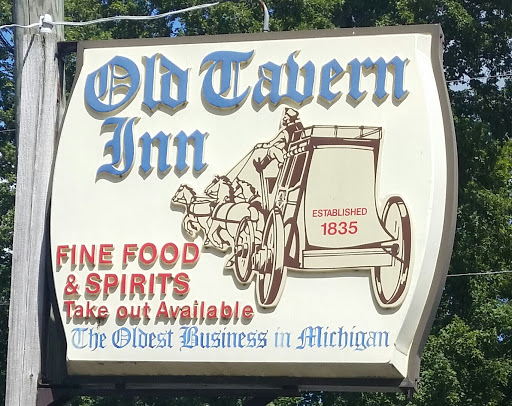 Old Tavern
Inn
ESTABLISHED
1835
FINE FOOD
& SPIRITS
Take out Available
The Oldest Business in Michigan